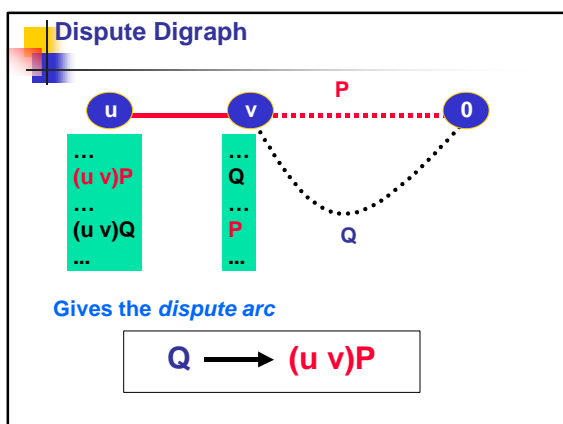 Dispute Digraph
P
u
v
0
...
(u v)P
...
(u v)Q
...
...
Q
...
P
...
Q
Gives the dispute arc
Q → (u v)P